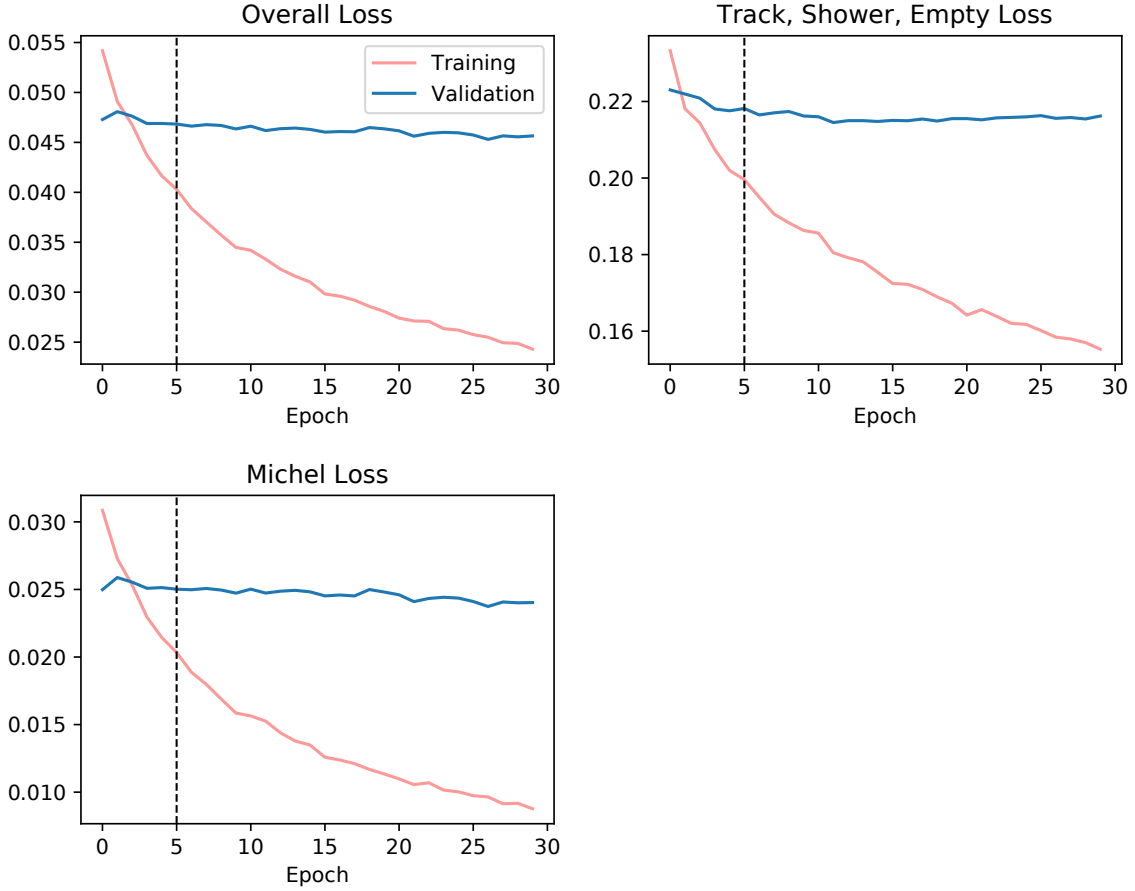 Overall Loss
0.055
0.050
0.045
0.040
0.035
0.030
0.025
Training
Validation
0 5 10 15 20 25 30
Epoch
Track, Shower, Empty Loss
0.22
0.20
0.18
0.16
0 5 10 15 20 25 30
Epoch
Michel Loss
0.030
0.025
0.020
0.015
0.010
0 5 10 15 20 25 30
Epoch